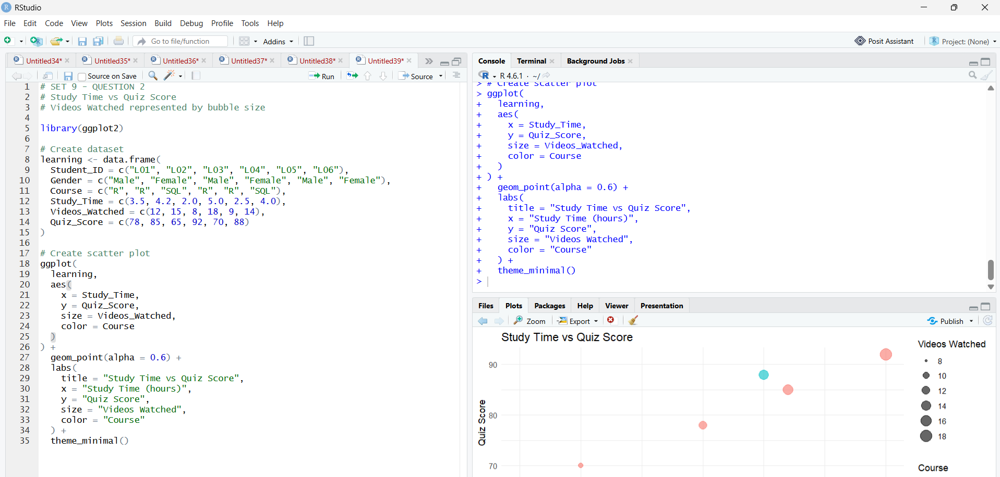 RStudio
File Edit Code View Plots Session Build Debug Profile Tools Help
Go to file/function Addins Posit Assistant Project: (None)
Untitled34* Untitled35* Untitled36* Untitled37* Untitled38* Untitled39*
Source on Save Run Source
1 # SET 9 - QUESTION 2
2 # Study Time vs Quiz Score
3 # Videos Watched represented by bubble size
4
5 library(ggplot2)
6
7 # Create dataset
8 learning <- data.frame(
9 Student_ID = c("L01", "L02", "L03", "L04", "L05", "L06"),
10 Gender = c("Male", "Female", "Male", "Female", "Male", "Female"),
11 Course = c("R", "R", "SQL", "R", "R", "SQL"),
12 Study_Time = c(3.5, 4.2, 2.0, 5.0, 2.5, 4.0),
13 Videos_Watched = c(12, 15, 8, 18, 9, 14),
14 Quiz_Score = c(78, 85, 65, 92, 70, 88)
15 )
16
17 # Create scatter plot
18 ggplot(
19 learning,
20 aes(
21 x = Study_Time,
22 y = Quiz_Score,
23 size = Videos_Watched,
24 color = Course
25 )
26 ) +
27 geom_point(alpha = 0.6) +
28 labs(
29 title = "Study Time vs Quiz Score",
30 x = "Study Time (hours)",
31 y = "Quiz Score",
32 size = "Videos Watched",
33 color = "Course"
34 ) +
35 theme_minimal()
Console Terminal Background Jobs
R 4.6.1 · ~/
> # Create scatter plot
> ggplot(
+ learning,
+ aes(
+ x = Study_Time,
+ y = Quiz_Score,
+ size = Videos_Watched,
+ color = Course
+ )
+ ) +
+ geom_point(alpha = 0.6) +
+ labs(
+ title = "Study Time vs Quiz Score",
+ x = "Study Time (hours)",
+ y = "Quiz Score",
+ size = "Videos Watched",
+ color = "Course"
+ ) +
+ theme_minimal()
>
Files Plots Packages Help Viewer Presentation
Zoom Export Publish
Study Time vs Quiz Score
Quiz Score
90
80
70
Videos Watched
8
10
12
14
16
18
Course